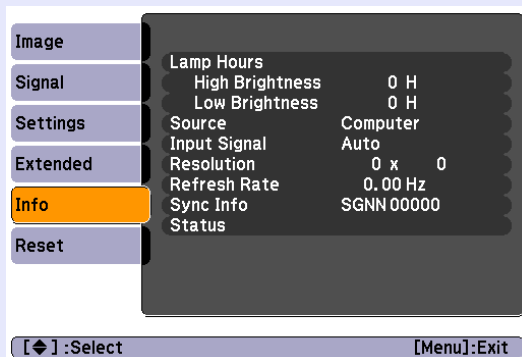 Image
Signal
Settings
Extended
Info
Reset
Lamp Hours
High Brightness 0 H
Low Brightness 0 H
Source Computer
Input Signal Auto
Resolution 0 x 0
Refresh Rate 0.00 Hz
Sync Info SGNN 00000
Status
[◆] :Select [Menu]:Exit